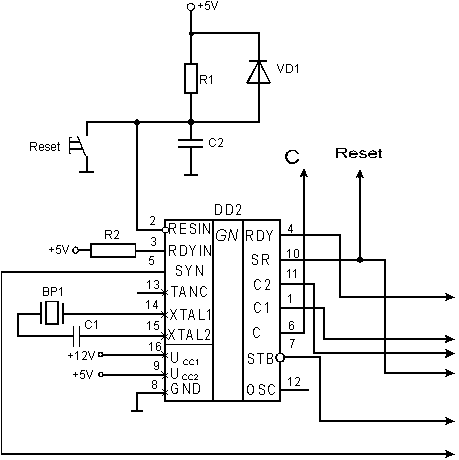 +5V
R1
VD1
Reset
C2
C
Reset
DD2
2
RESIN
GN
RDY
4
+5V
R2
3
RDYIN
SR
10
5
SYN
C2
11
13
TANC
C1
1
BP1
14
XTAL1
C
6
C1
15
XTAL2
7
+12V
16
UCC1
STB
+5V
9
UCC2
8
GND
OSC
12